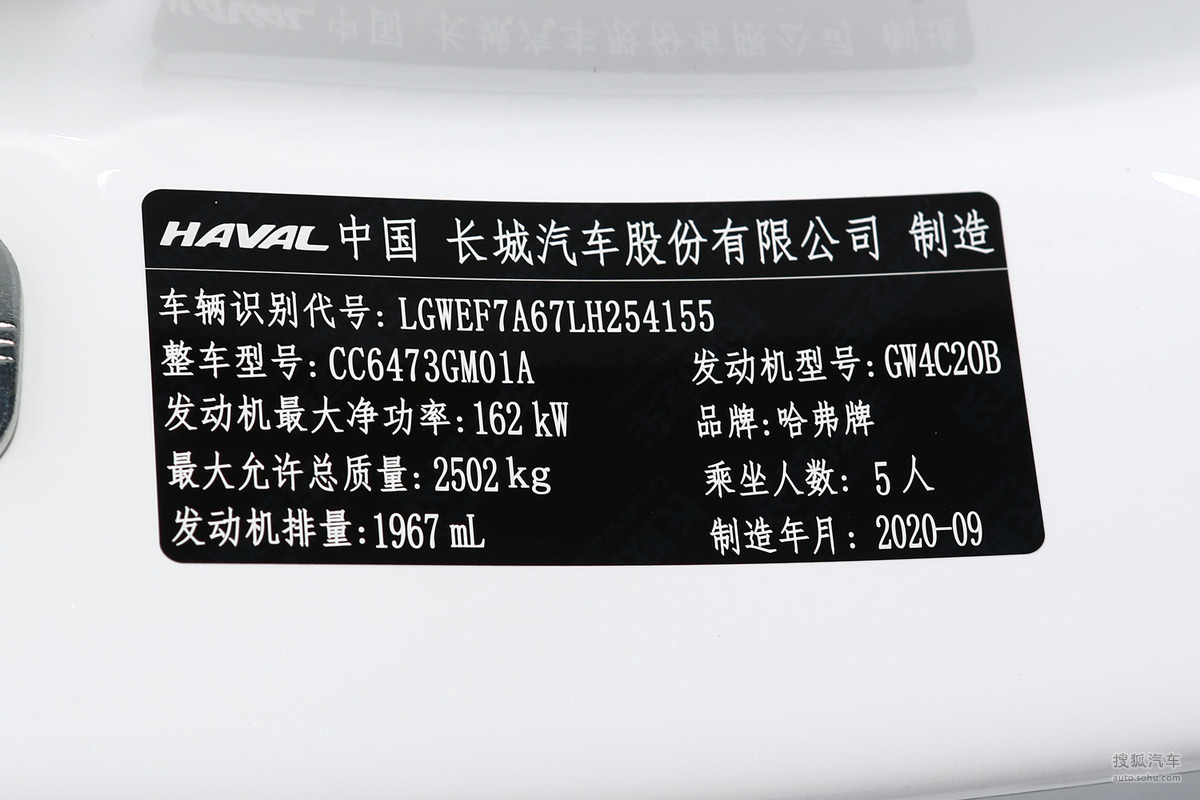 HAVAL 中国 长城汽车股份有限公司 制造
车辆识别代号: LGWEF7A67LH254155
整车型号: CC6473GM01A 发动机型号: GW4C20B
发动机最大净功率: 162 kW 品牌: 哈弗牌
最大允许总质量: 2502 kg 乘坐人数: 5 人
发动机排量: 1967 mL 制造年月: 2020-09
搜狐汽车
auto.sohu.com